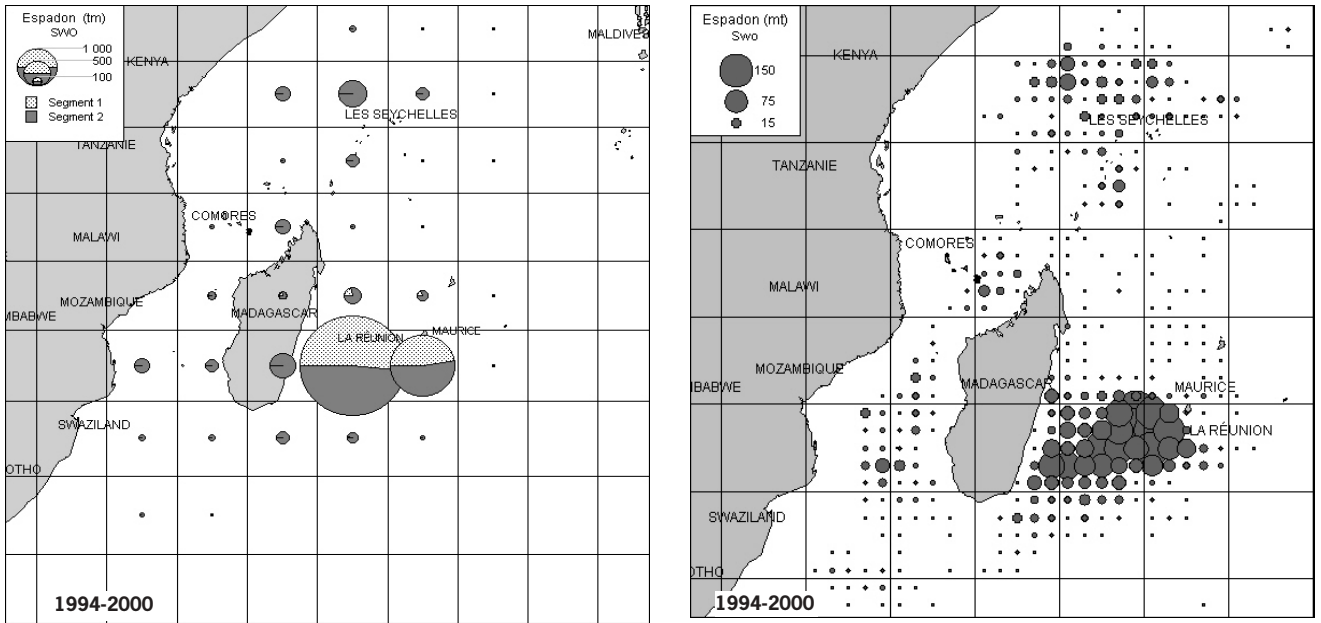 Espadon (tm)
SWO
1 000
500
100
Segment 1
Segment 2
MALDIVES
KENYA
LES SEYCHELLES
TANZANIE
COMORES
MALAWI
MOZAMBIQUE
MBABWE
MADAGASCAR
LA RÉUNION
MAURICE
SWAZILAND
OTHO
1994-2000
Espadon (mt)
Swo
150
75
15
KENYA
LES SEYCHELLES
TANZANIE
COMORES
MALAWI
MOZAMBIQUE
IBABWE
MADAGASCAR
MAURICE
LA RÉUNION
SWAZILAND
OTHO
1994-2000